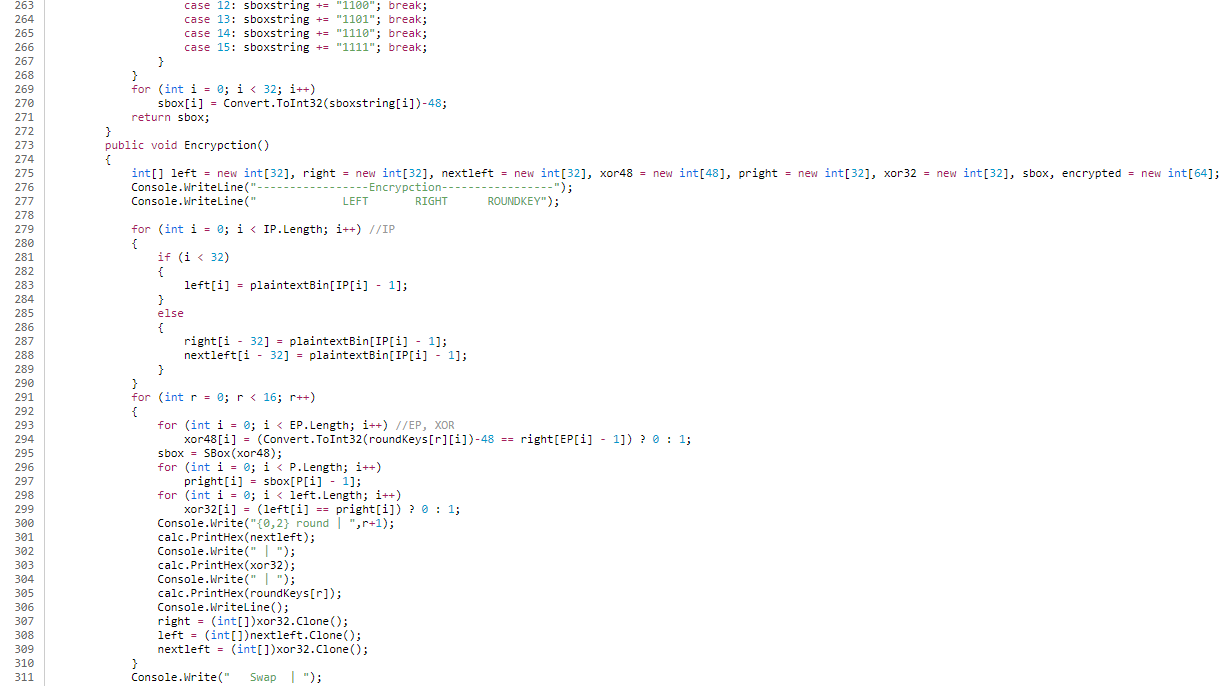 263 case 12: sboxstring += "1100"; break;
264 case 13: sboxstring += "1101"; break;
265 case 14: sboxstring += "1110"; break;
266 case 15: sboxstring += "1111"; break;
267 }
268 }
269 for (int i = 0; i < 32; i++)
270 sbox[i] = Convert.ToInt32(sboxstring[i])-48;
271 return sbox;
272 }
273 public void Encrypction()
274 {
275 int[] left = new int[32], right = new int[32], nextleft = new int[32], xor48 = new int[48], pright = new int[32], xor32 = new int[32], sbox, encrypted = new int[64];
276 Console.WriteLine("-----------------Encrypction-----------------");
277 Console.WriteLine("             LEFT       RIGHT      ROUNDKEY");
278
279 for (int i = 0; i < IP.Length; i++) //IP
280 {
281 if (i < 32)
282 {
283 left[i] = plaintextBin[IP[i] - 1];
284 }
285 else
286 {
287 right[i - 32] = plaintextBin[IP[i] - 1];
288 nextleft[i - 32] = plaintextBin[IP[i] - 1];
289 }
290 }
291 for (int r = 0; r < 16; r++)
292 {
293 for (int i = 0; i < EP.Length; i++) //EP, XOR
294 xor48[i] = (Convert.ToInt32(roundKeys[r][i])-48 == right[EP[i] - 1]) ? 0 : 1;
295 sbox = SBox(xor48);
296 for (int i = 0; i < P.Length; i++)
297 pright[i] = sbox[P[i] - 1];
298 for (int i = 0; i < left.Length; i++)
299 xor32[i] = (left[i] == pright[i]) ? 0 : 1;
300 Console.Write("{0,2} round | ",r+1);
301 calc.PrintHex(nextleft);
302 Console.Write(" | ");
303 calc.PrintHex(xor32);
304 Console.Write(" | ");
305 calc.PrintHex(roundKeys[r]);
306 Console.WriteLine();
307 right = (int[])xor32.Clone();
308 left = (int[])nextleft.Clone();
309 nextleft = (int[])xor32.Clone();
310 }
311 Console.Write("   Swap  | ");